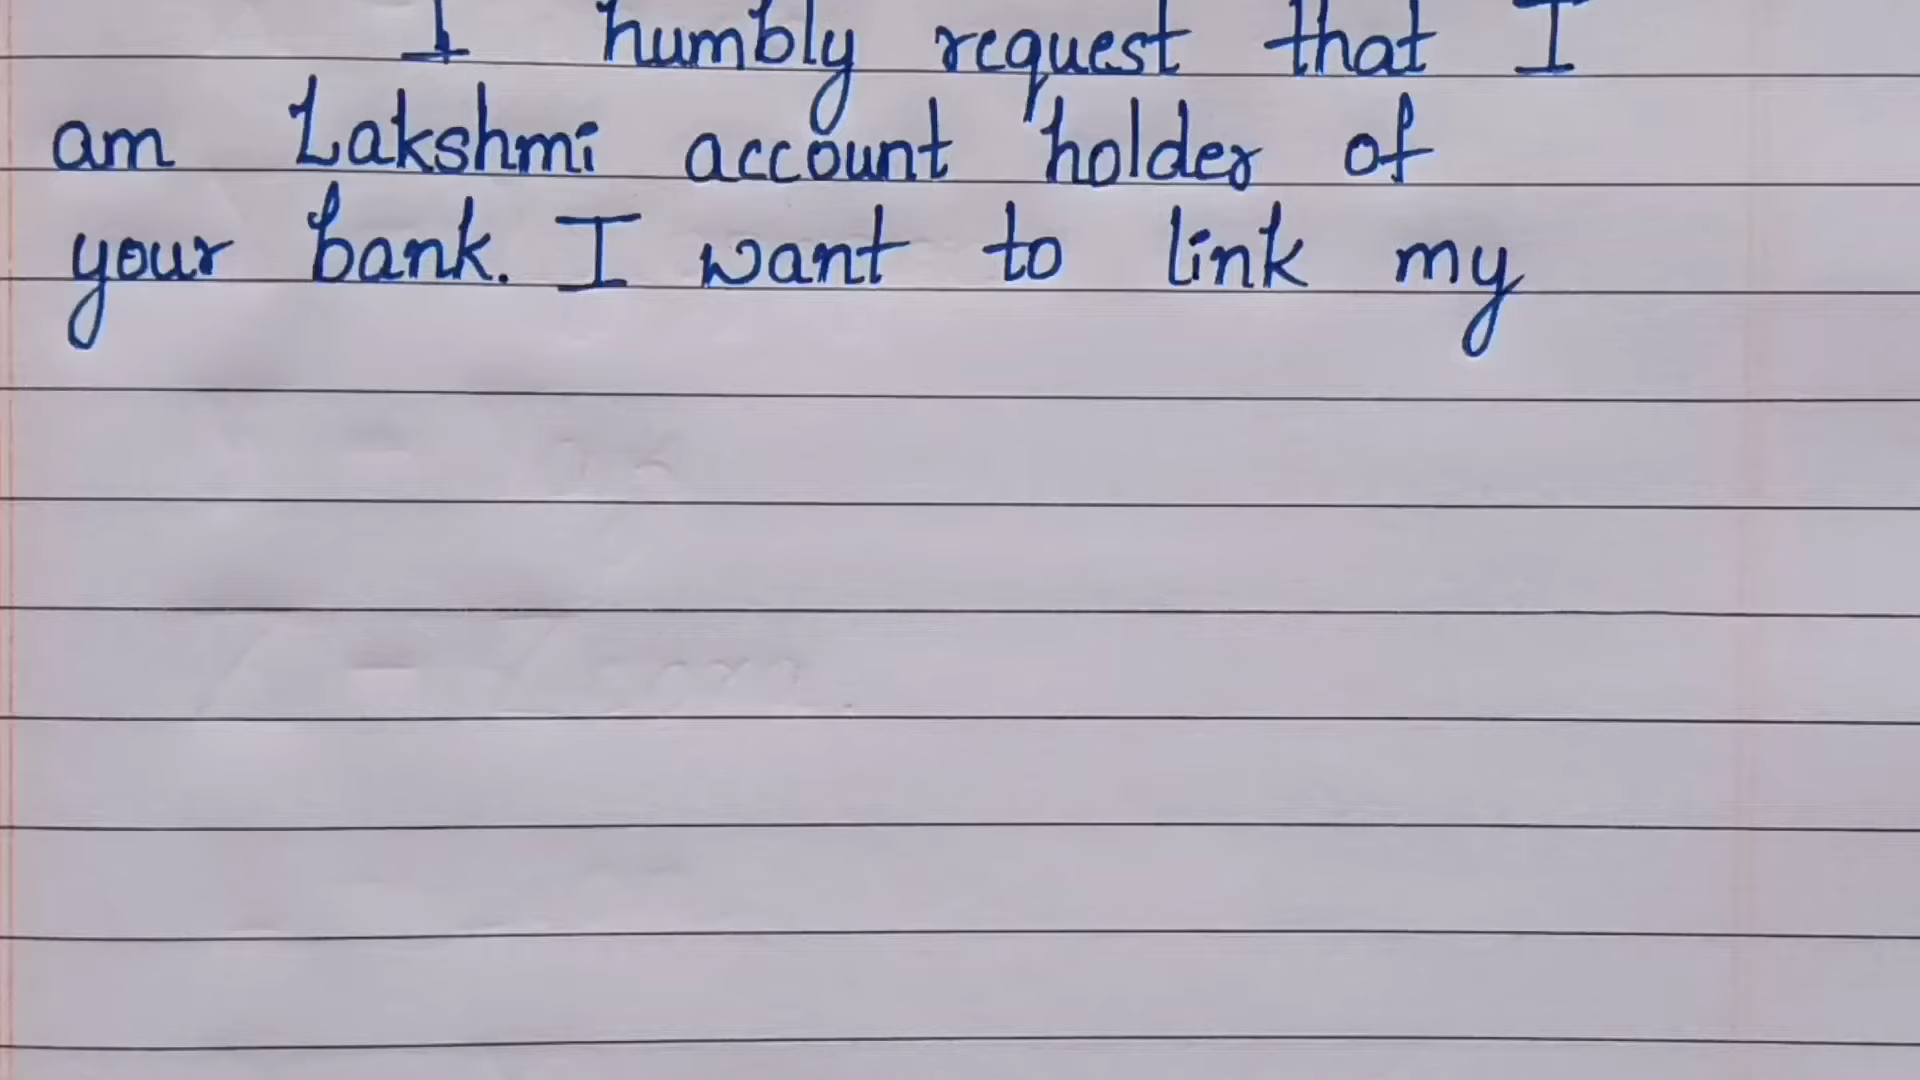 I humbly request that I
am Lakshmi account holder of
your bank. I want to link my